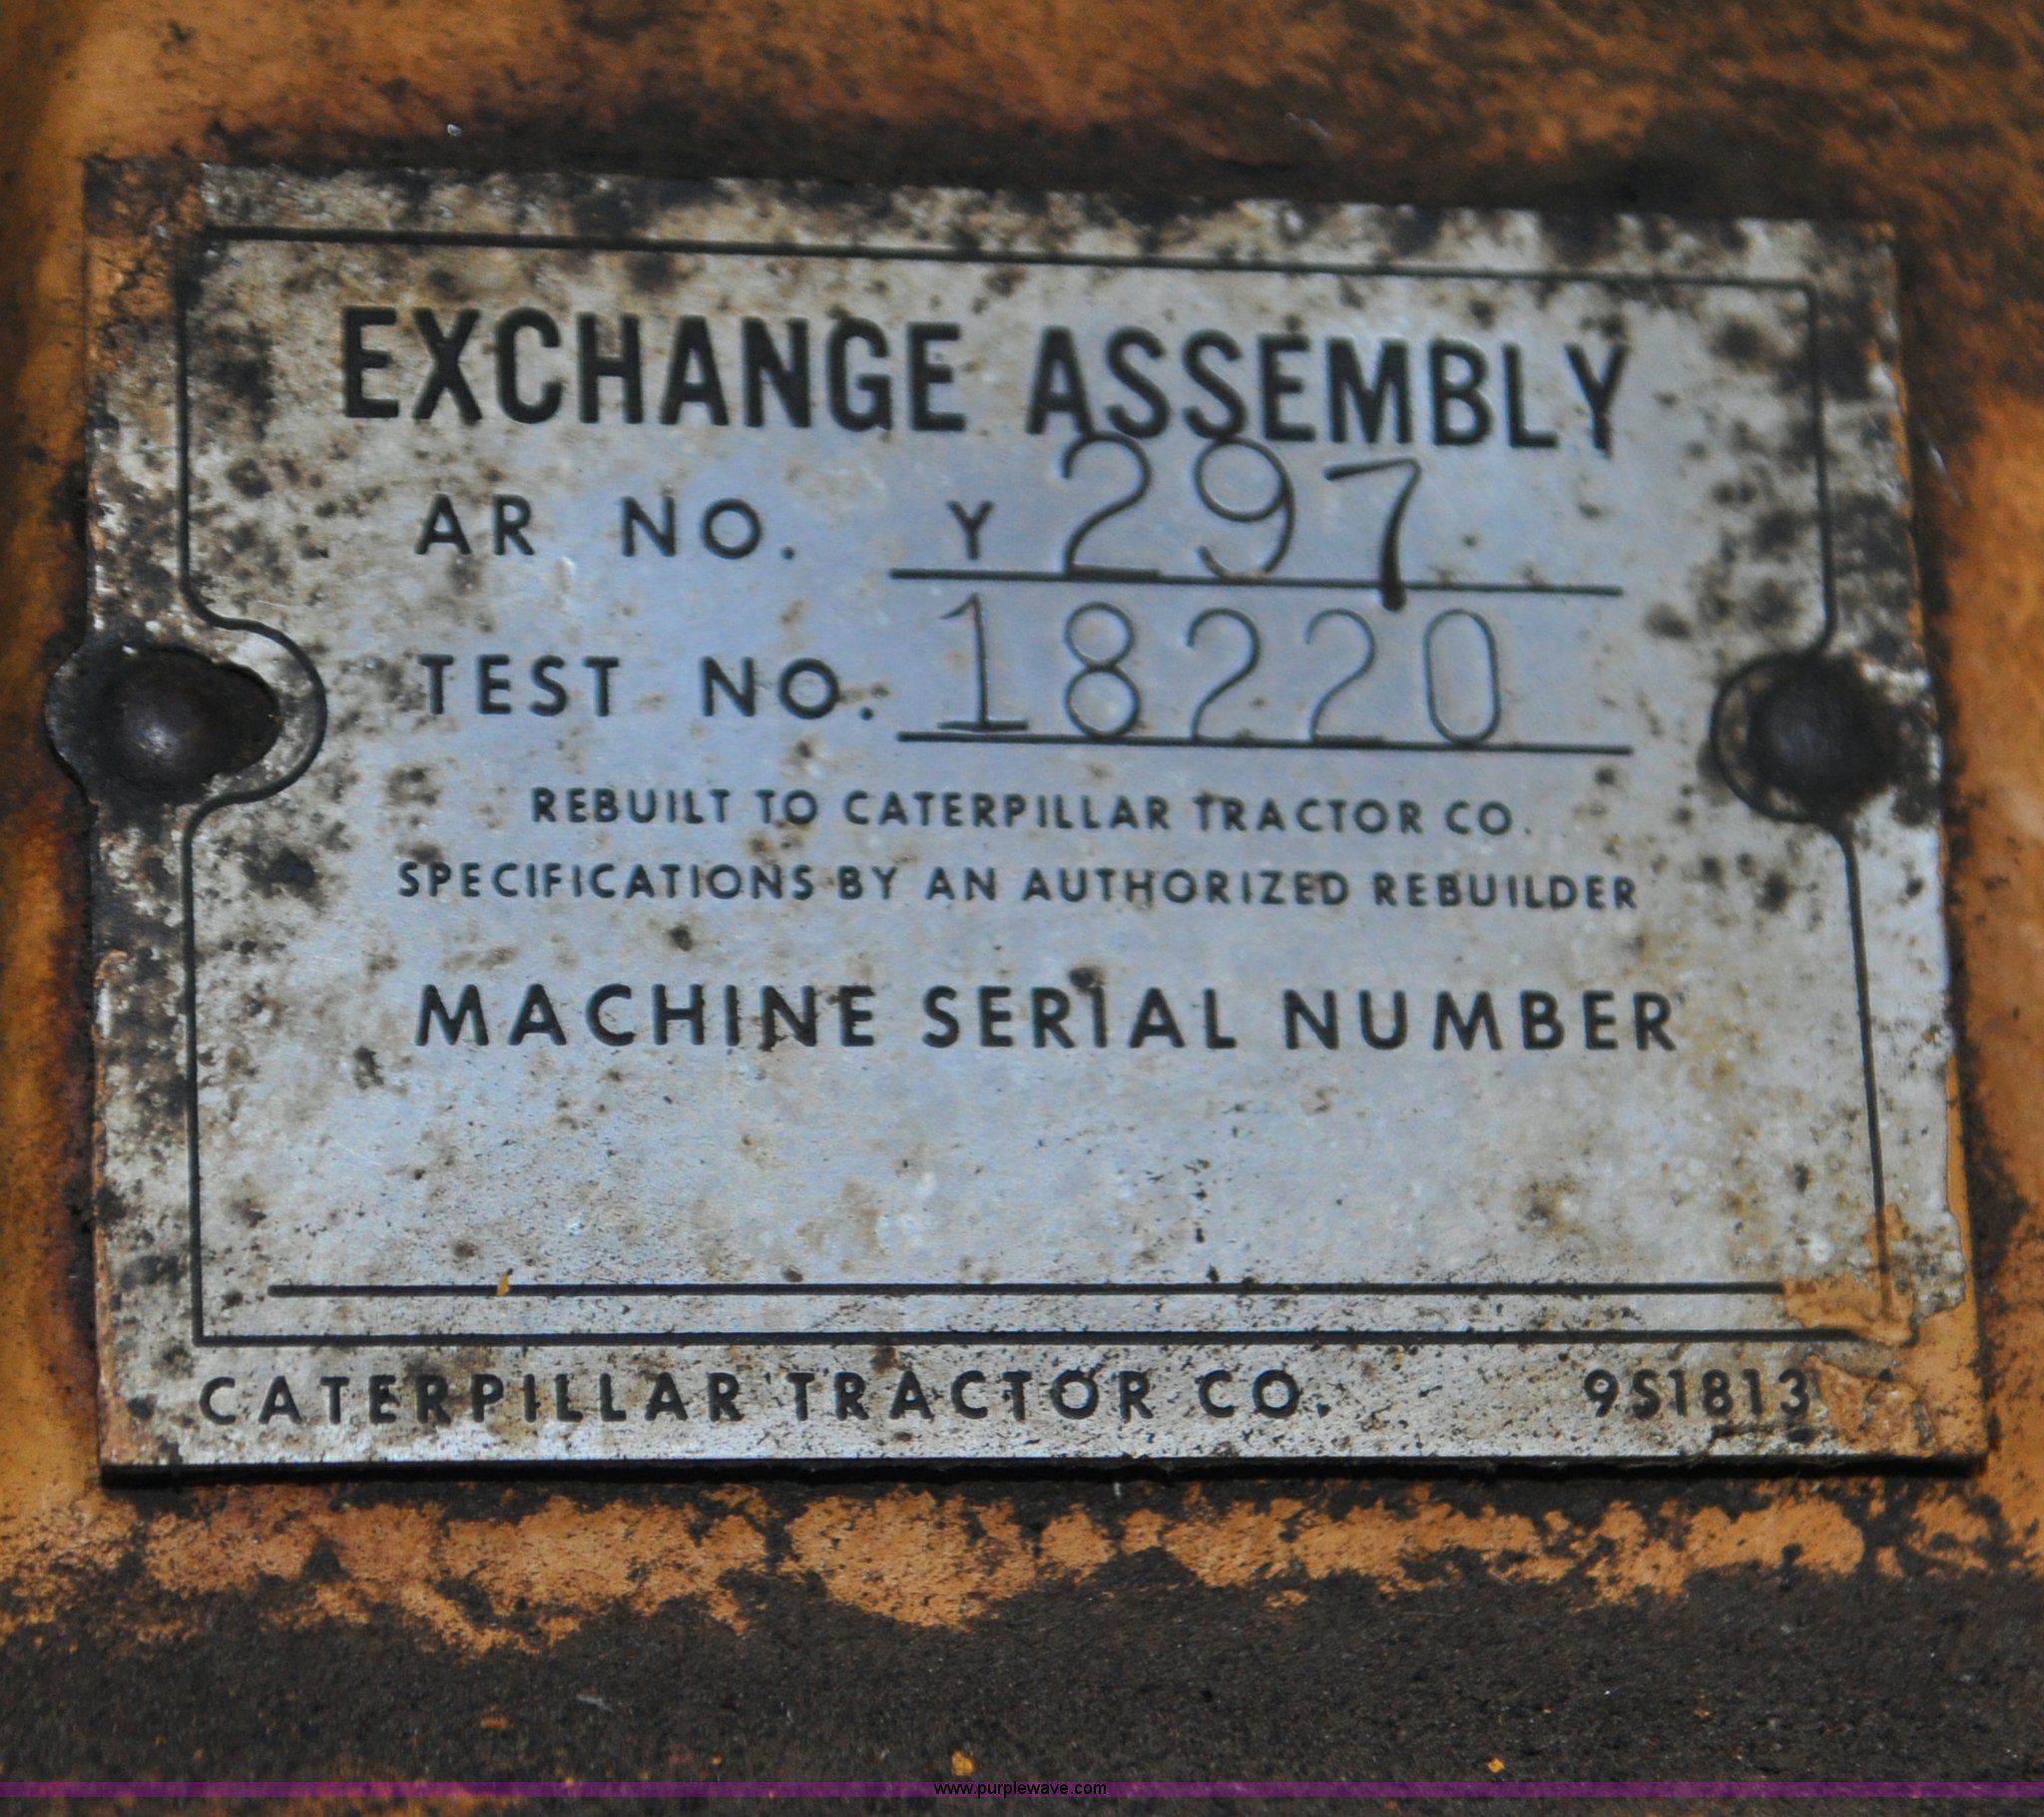 EXCHANGE ASSEMBLY
AR NO. Y 297
TEST NO. 18220
REBUILT TO CATERPILLAR TRACTOR CO.
SPECIFICATIONS BY AN AUTHORIZED REBUILDER
MACHINE SERIAL NUMBER
CATERPILLAR TRACTOR CO. 9S1813
www.purplewave.com